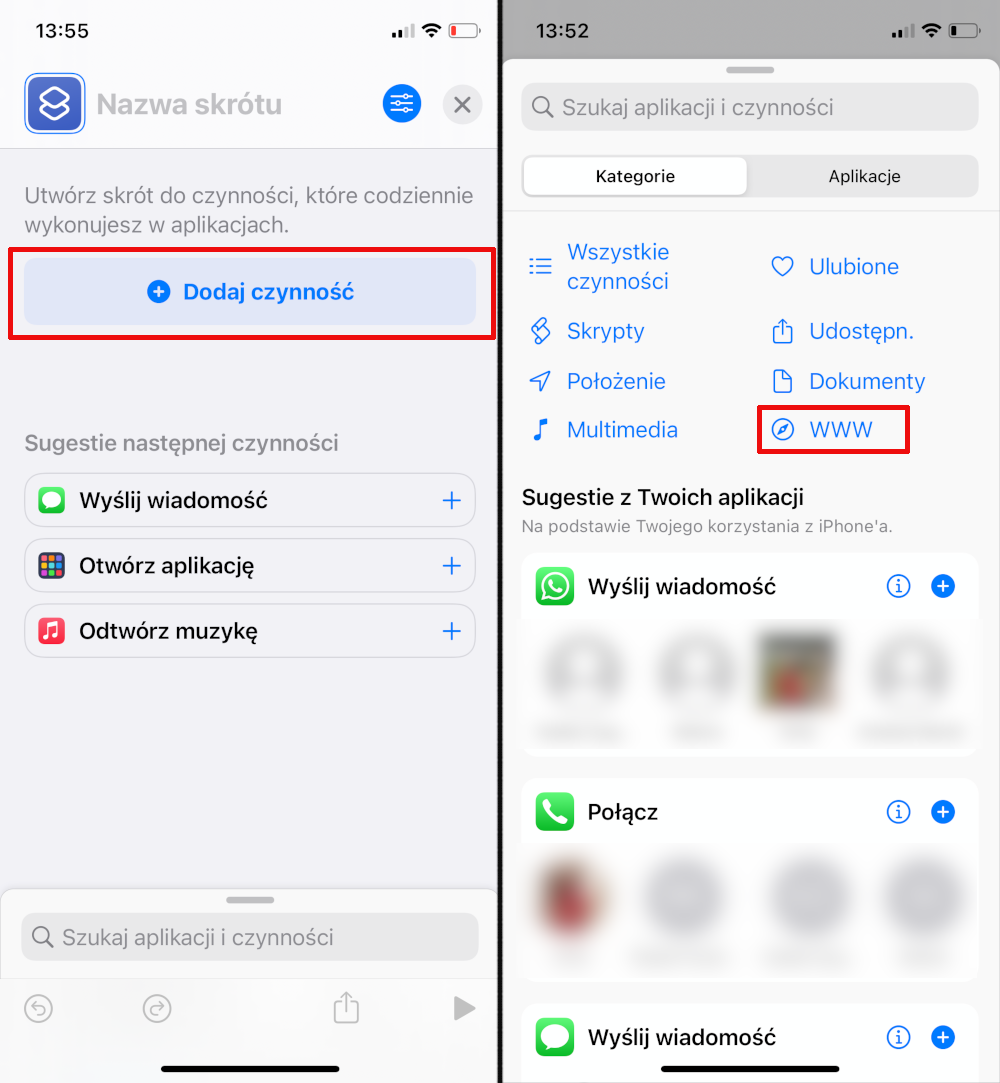 13:55
Nazwa skrótu
Utwórz skrót do czynności, które codziennie
wykonujesz w aplikacjach.
Dodaj czynność
Sugestie następnej czynności
Wyślij wiadomość
Otwórz aplikację
Odtwórz muzykę
Szukaj aplikacji i czynności
13:52
Szukaj aplikacji i czynności
Kategorie
Aplikacje
Wszystkie
czynności
Ulubione
Skrypty
Udostępn.
Położenie
Dokumenty
Multimedia
WWW
Sugestie z Twoich aplikacji
Na podstawie Twojego korzystania z iPhone'a.
Wyślij wiadomość
Połącz
Wyślij wiadomość